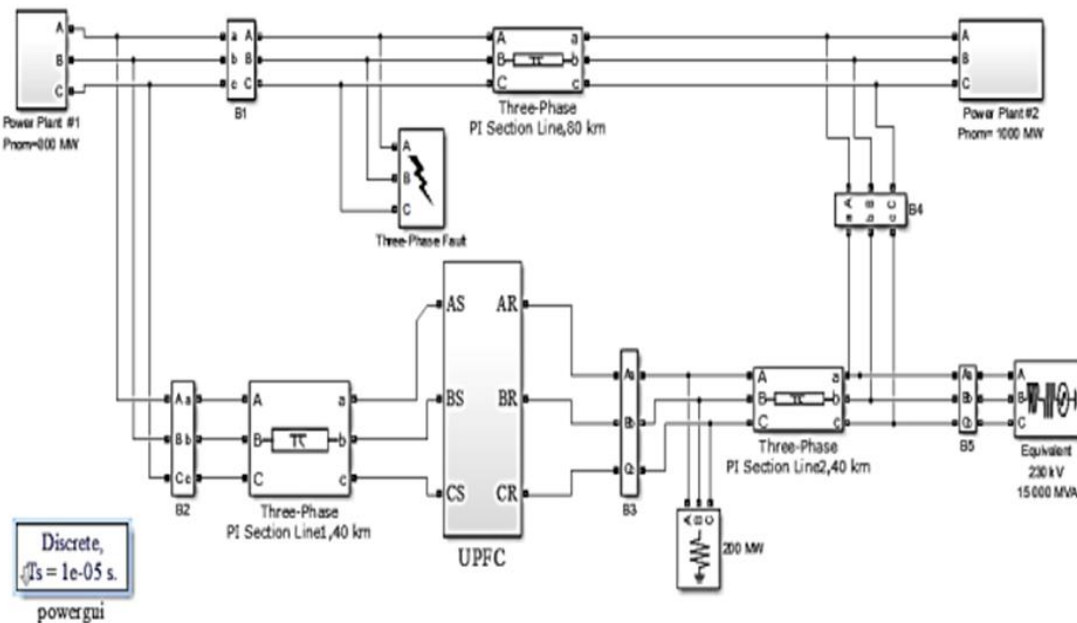 A
B
C
Power Plant #1
Pnom=800 MW
a A
b B
c C
B1
A a
B b
C c
Three-Phase
PI Section Line,80 km
A
B
C
Power Plant #2
Pnom= 1000 MW
A
B
C
Three-Phase Fault
a A
b B
c C
B4
AS AR
BS BR
CS CR
UPFC
A a
B b
C c
B2
A a
B b
C c
Three-Phase
PI Section Line1,40 km
A a
B b
C c
B3
A a
B b
C c
Three-Phase
PI Section Line2,40 km
A a
B b
C c
B5
A
B
C
Equivalent
230 kV
15000 MVA
A B C
200 MW
Discrete,
Ts = 1e-05 s.
powergui